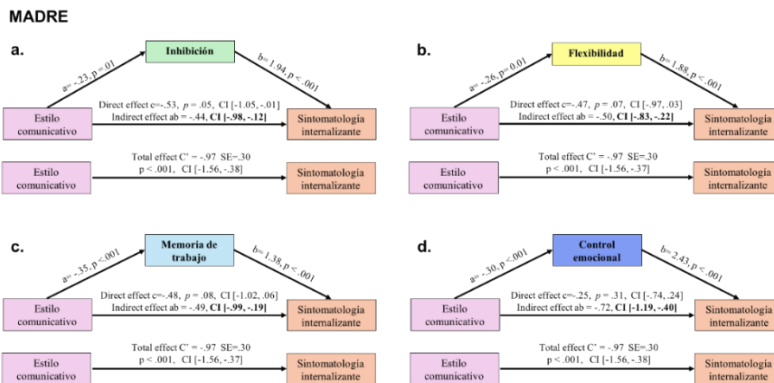 MADRE
a.
Inhibición
a= -.23, p=.01
b=1.94, p < .001
Direct effect c=-.53, p = .05, CI [-1.05, -.01]
Indirect effect ab = -.44, CI [-.98, -.12]
Estilo
comunicativo
Sintomatología
internalizante
Total effect C' = -.97 SE=.30
p < .001, CI [-1.56, -.38]
Estilo
comunicativo
Sintomatología
internalizante
b.
Flexibilidad
a= -.26, p= 0.01
b=1.88, p < .001
Direct effect c=-.47, p = .07, CI [-.97, .03]
Indirect effect ab = -.50, CI [-.83, -.22]
Estilo
comunicativo
Sintomatología
internalizante
Total effect C' = -.97 SE=.30
p < .001, CI [-1.56, -.37]
Estilo
comunicativo
Sintomatología
internalizante
c.
Memoria de
trabajo
a= -.35, p<.001
b=1.38, p < .001
Direct effect c=-.48, p = .08, CI [-1.02, .06]
Indirect effect ab = -.49, CI [-.99, -.19]
Estilo
comunicativo
Sintomatología
internalizante
Total effect C' = -.97 SE=.30
p < .001, CI [-1.56, -.37]
Estilo
comunicativo
Sintomatología
internalizante
d.
Control
emocional
a= -.30, p<.001
b=2.43, p < .001
Direct effect c=-.25, p = .31, CI [-.74, .24]
Indirect effect ab = -.72, CI [-1.19, -.40]
Estilo
comunicativo
Sintomatología
internalizante
Total effect C' = -.97 SE=.30
p < .001, CI [-1.56, -.38]
Estilo
comunicativo
Sintomatología
internalizante